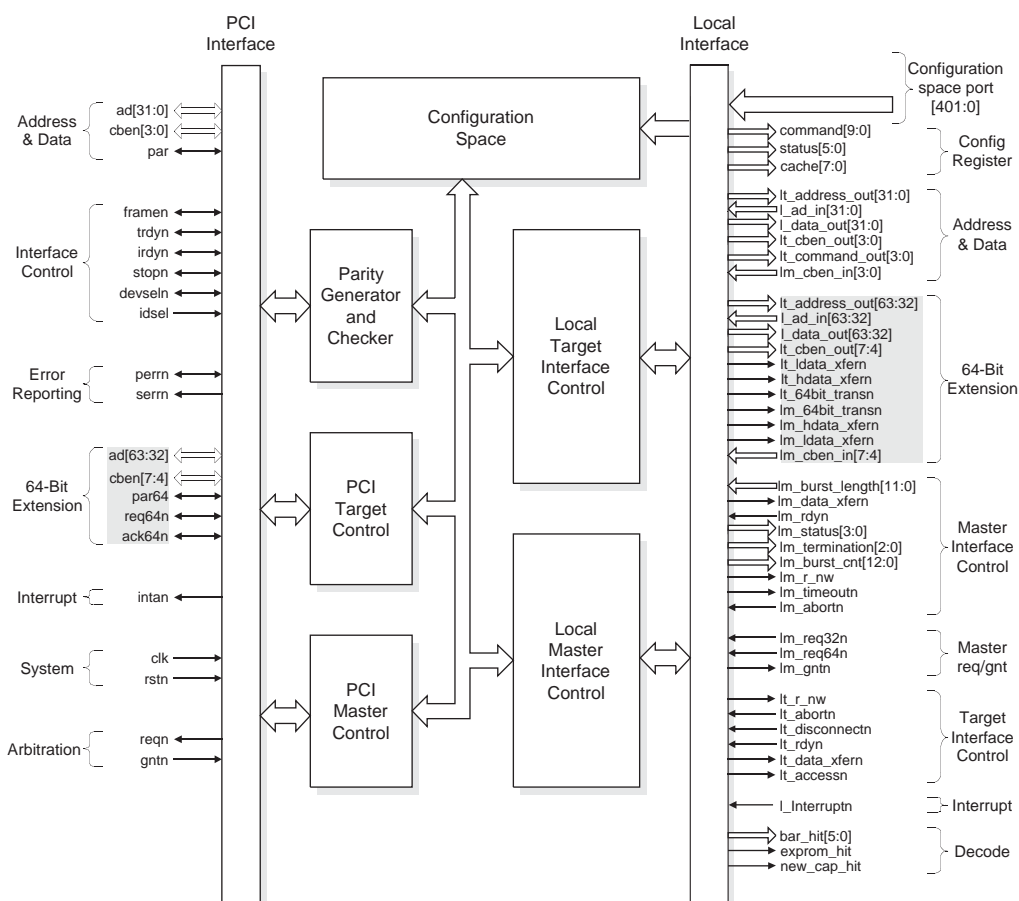 PCI
Interface
Local
Interface
Address
& Data
ad[31:0]
cben[3:0]
par
Interface
Control
framen
trdyn
irdyn
stopn
devseln
idsel
Error
Reporting
perrn
serrn
64-Bit
Extension
ad[63:32]
cben[7:4]
par64
req64n
ack64n
Interrupt
intan
System
clk
rstn
Arbitration
reqn
gntn
Configuration
Space
Parity
Generator
and
Checker
PCI
Target
Control
PCI
Master
Control
Local
Target
Interface
Control
Local
Master
Interface
Control
Configuration
space port
[401:0]
command[9:0]
status[5:0]
cache[7:0]
Config
Register
lt_address_out[31:0]
l_ad_in[31:0]
l_data_out[31:0]
lt_cben_out[3:0]
lt_command_out[3:0]
lm_cben_in[3:0]
Address
& Data
lt_address_out[63:32]
l_ad_in[63:32]
l_data_out[63:32]
lt_cben_out[7:4]
lt_ldata_xfern
lt_hdata_xfern
lt_64bit_transn
lm_64bit_transn
lm_hdata_xfern
lm_ldata_xfern
lm_cben_in[7:4]
64-Bit
Extension
lm_burst_length[11:0]
lm_data_xfern
lm_rdyn
lm_status[3:0]
lm_termination[2:0]
lm_burst_cnt[12:0]
lm_r_nw
lm_timeoutn
lm_abortn
Master
Interface
Control
lm_req32n
lm_req64n
lm_gntn
Master
req/gnt
lt_r_nw
lt_abortn
lt_disconnectn
lt_rdyn
lt_data_xfern
lt_accessn
Target
Interface
Control
l_Interruptn
Interrupt
bar_hit[5:0]
exprom_hit
new_cap_hit
Decode